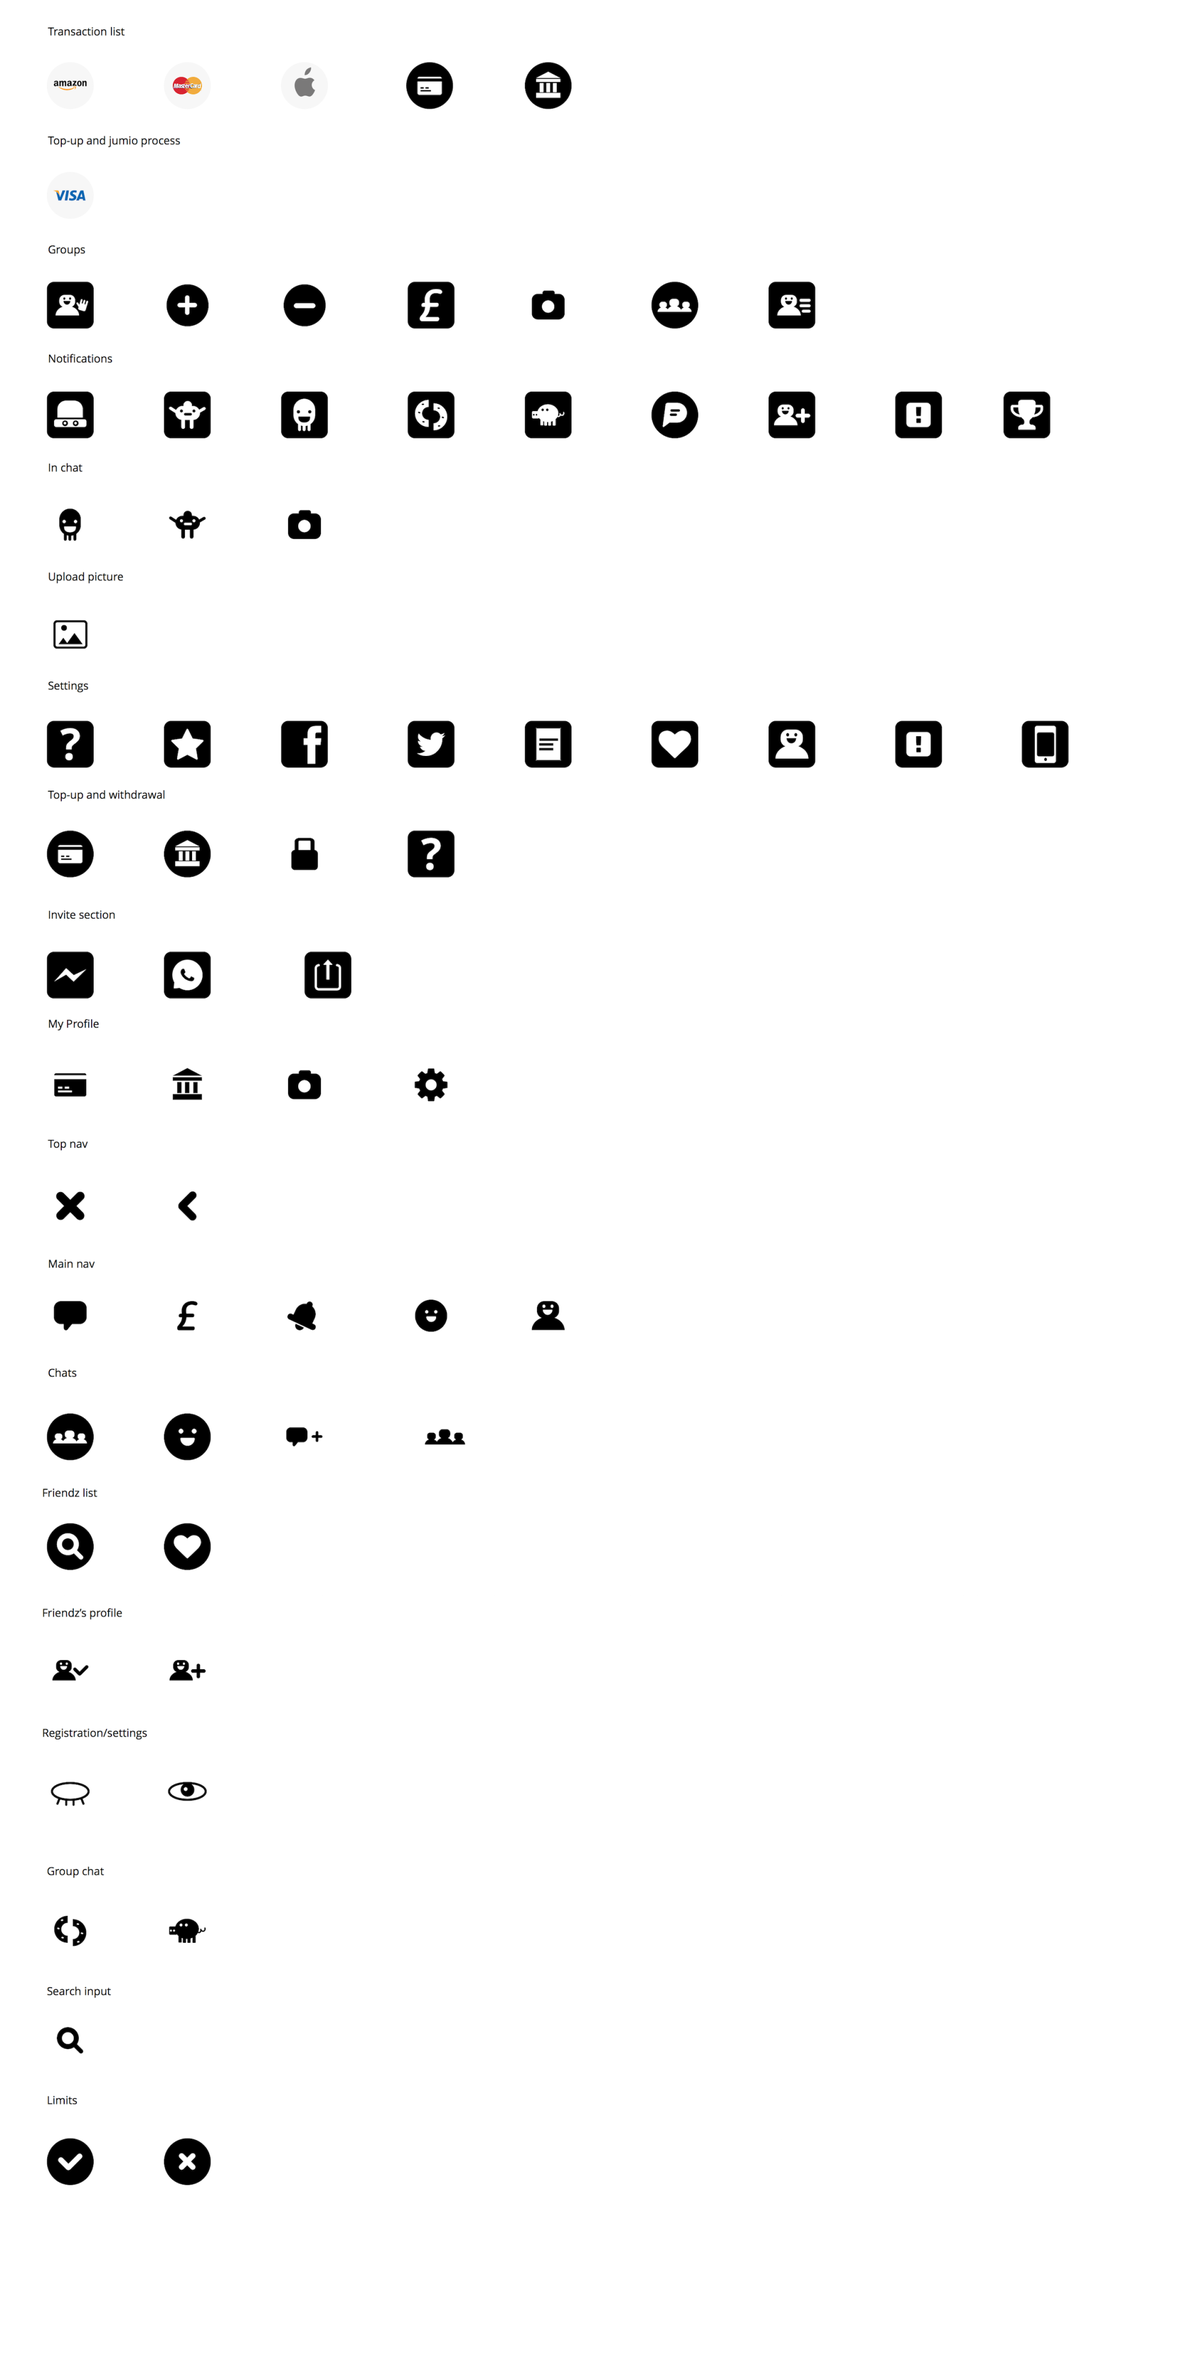 Transaction list
amazon
MasterCard
Top-up and jumio process
VISA
Groups
£
Notifications
!
In chat
Upload picture
Settings
?
f
!
Top-up and withdrawal
?
Invite section
My Profile
Top nav
Main nav
£
Chats
Friendz list
Friendz’s profile
Registration/settings
Group chat
Search input
Limits